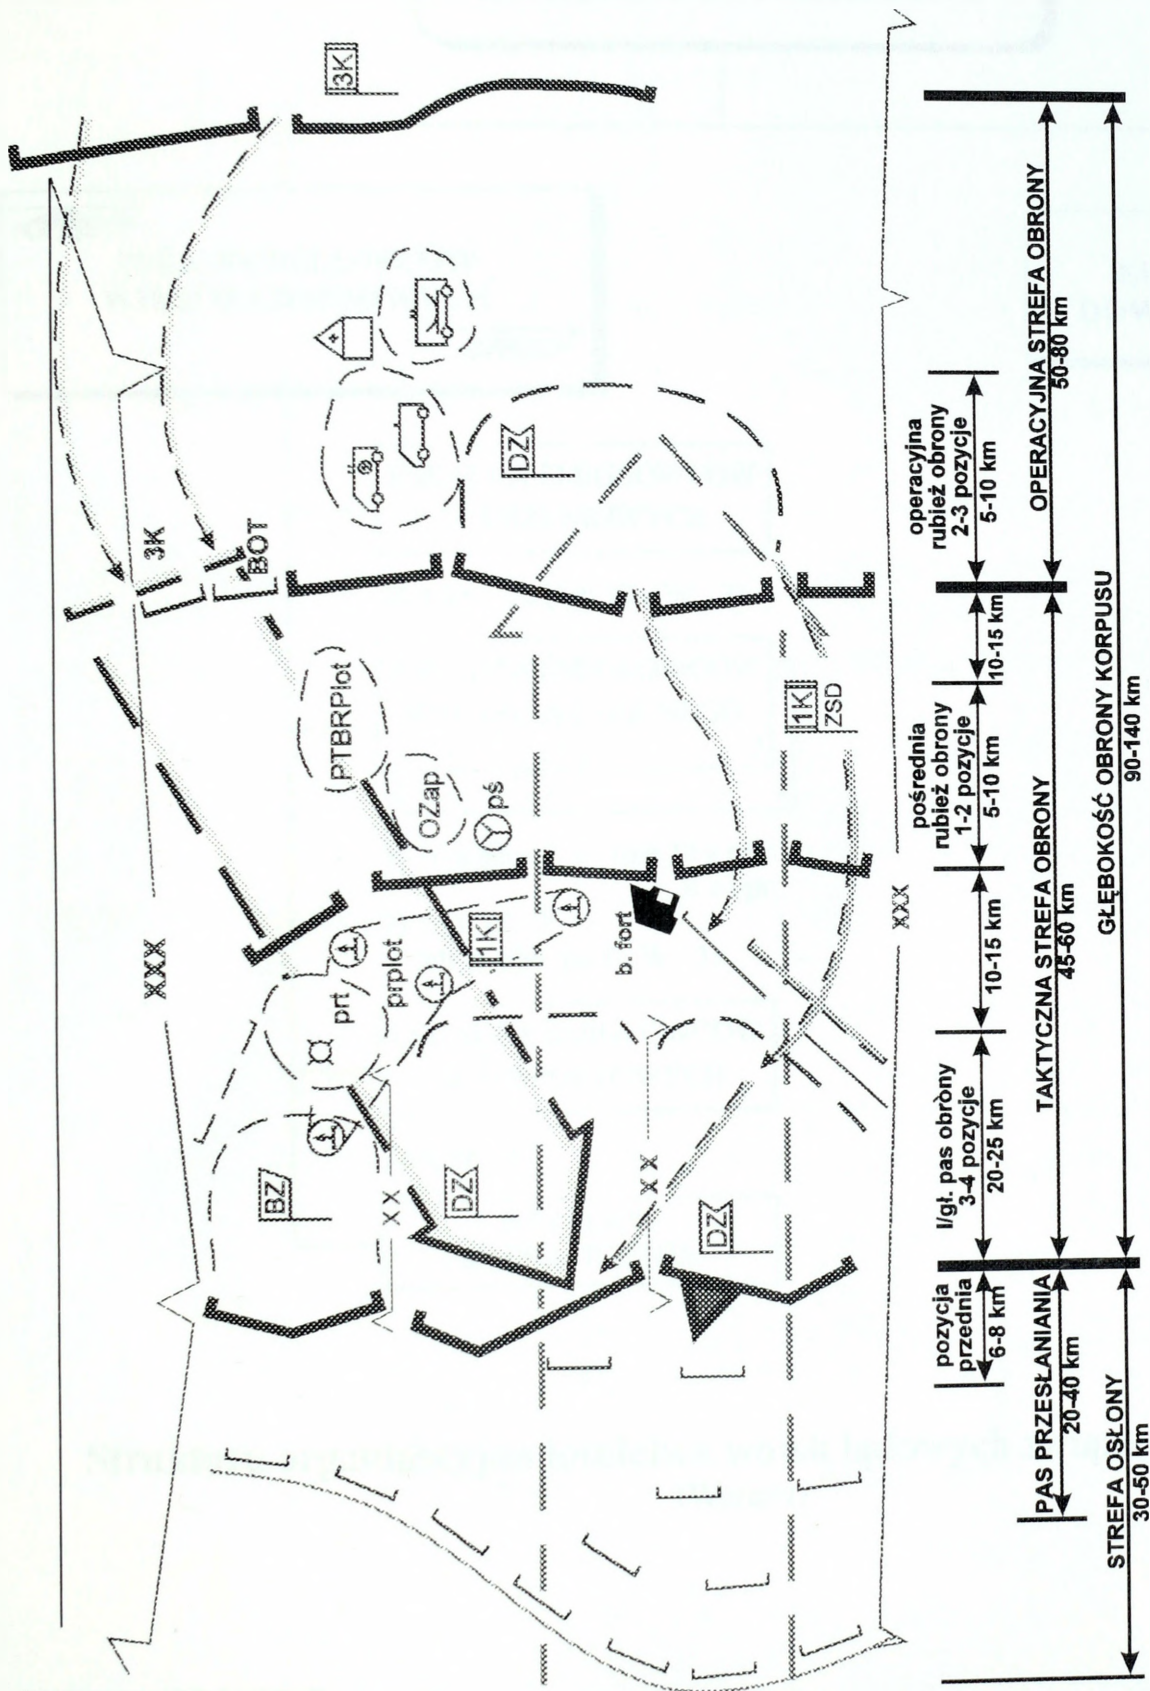 3K
XXX
3K
BOT
PTBRPlot
OZap
pś
prt
prplot
1K
BZ
DZ
XX
DZ
b. fort
XX
DZ
1K
ZSD
XXX
pozycja
przednia
6-8 km
I/gł. pas obròny
3-4 pozycje
20-25 km
10-15 km
pośrednia
rubież obrony
1-2 pozycje
5-10 km
10-15 km
operacyjna
rubież obrony
2-3 pozycje
5-10 km
PAS PRZESŁANIANIA
20-40 km
TAKTYCZNA STREFA OBRONY
45-60 km
OPERACYJNA STREFA OBRONY
50-80 km
STREFA OSŁONY
30-50 km
GŁĘBOKOŚĆ OBRONY KORPUSU
90-140 km